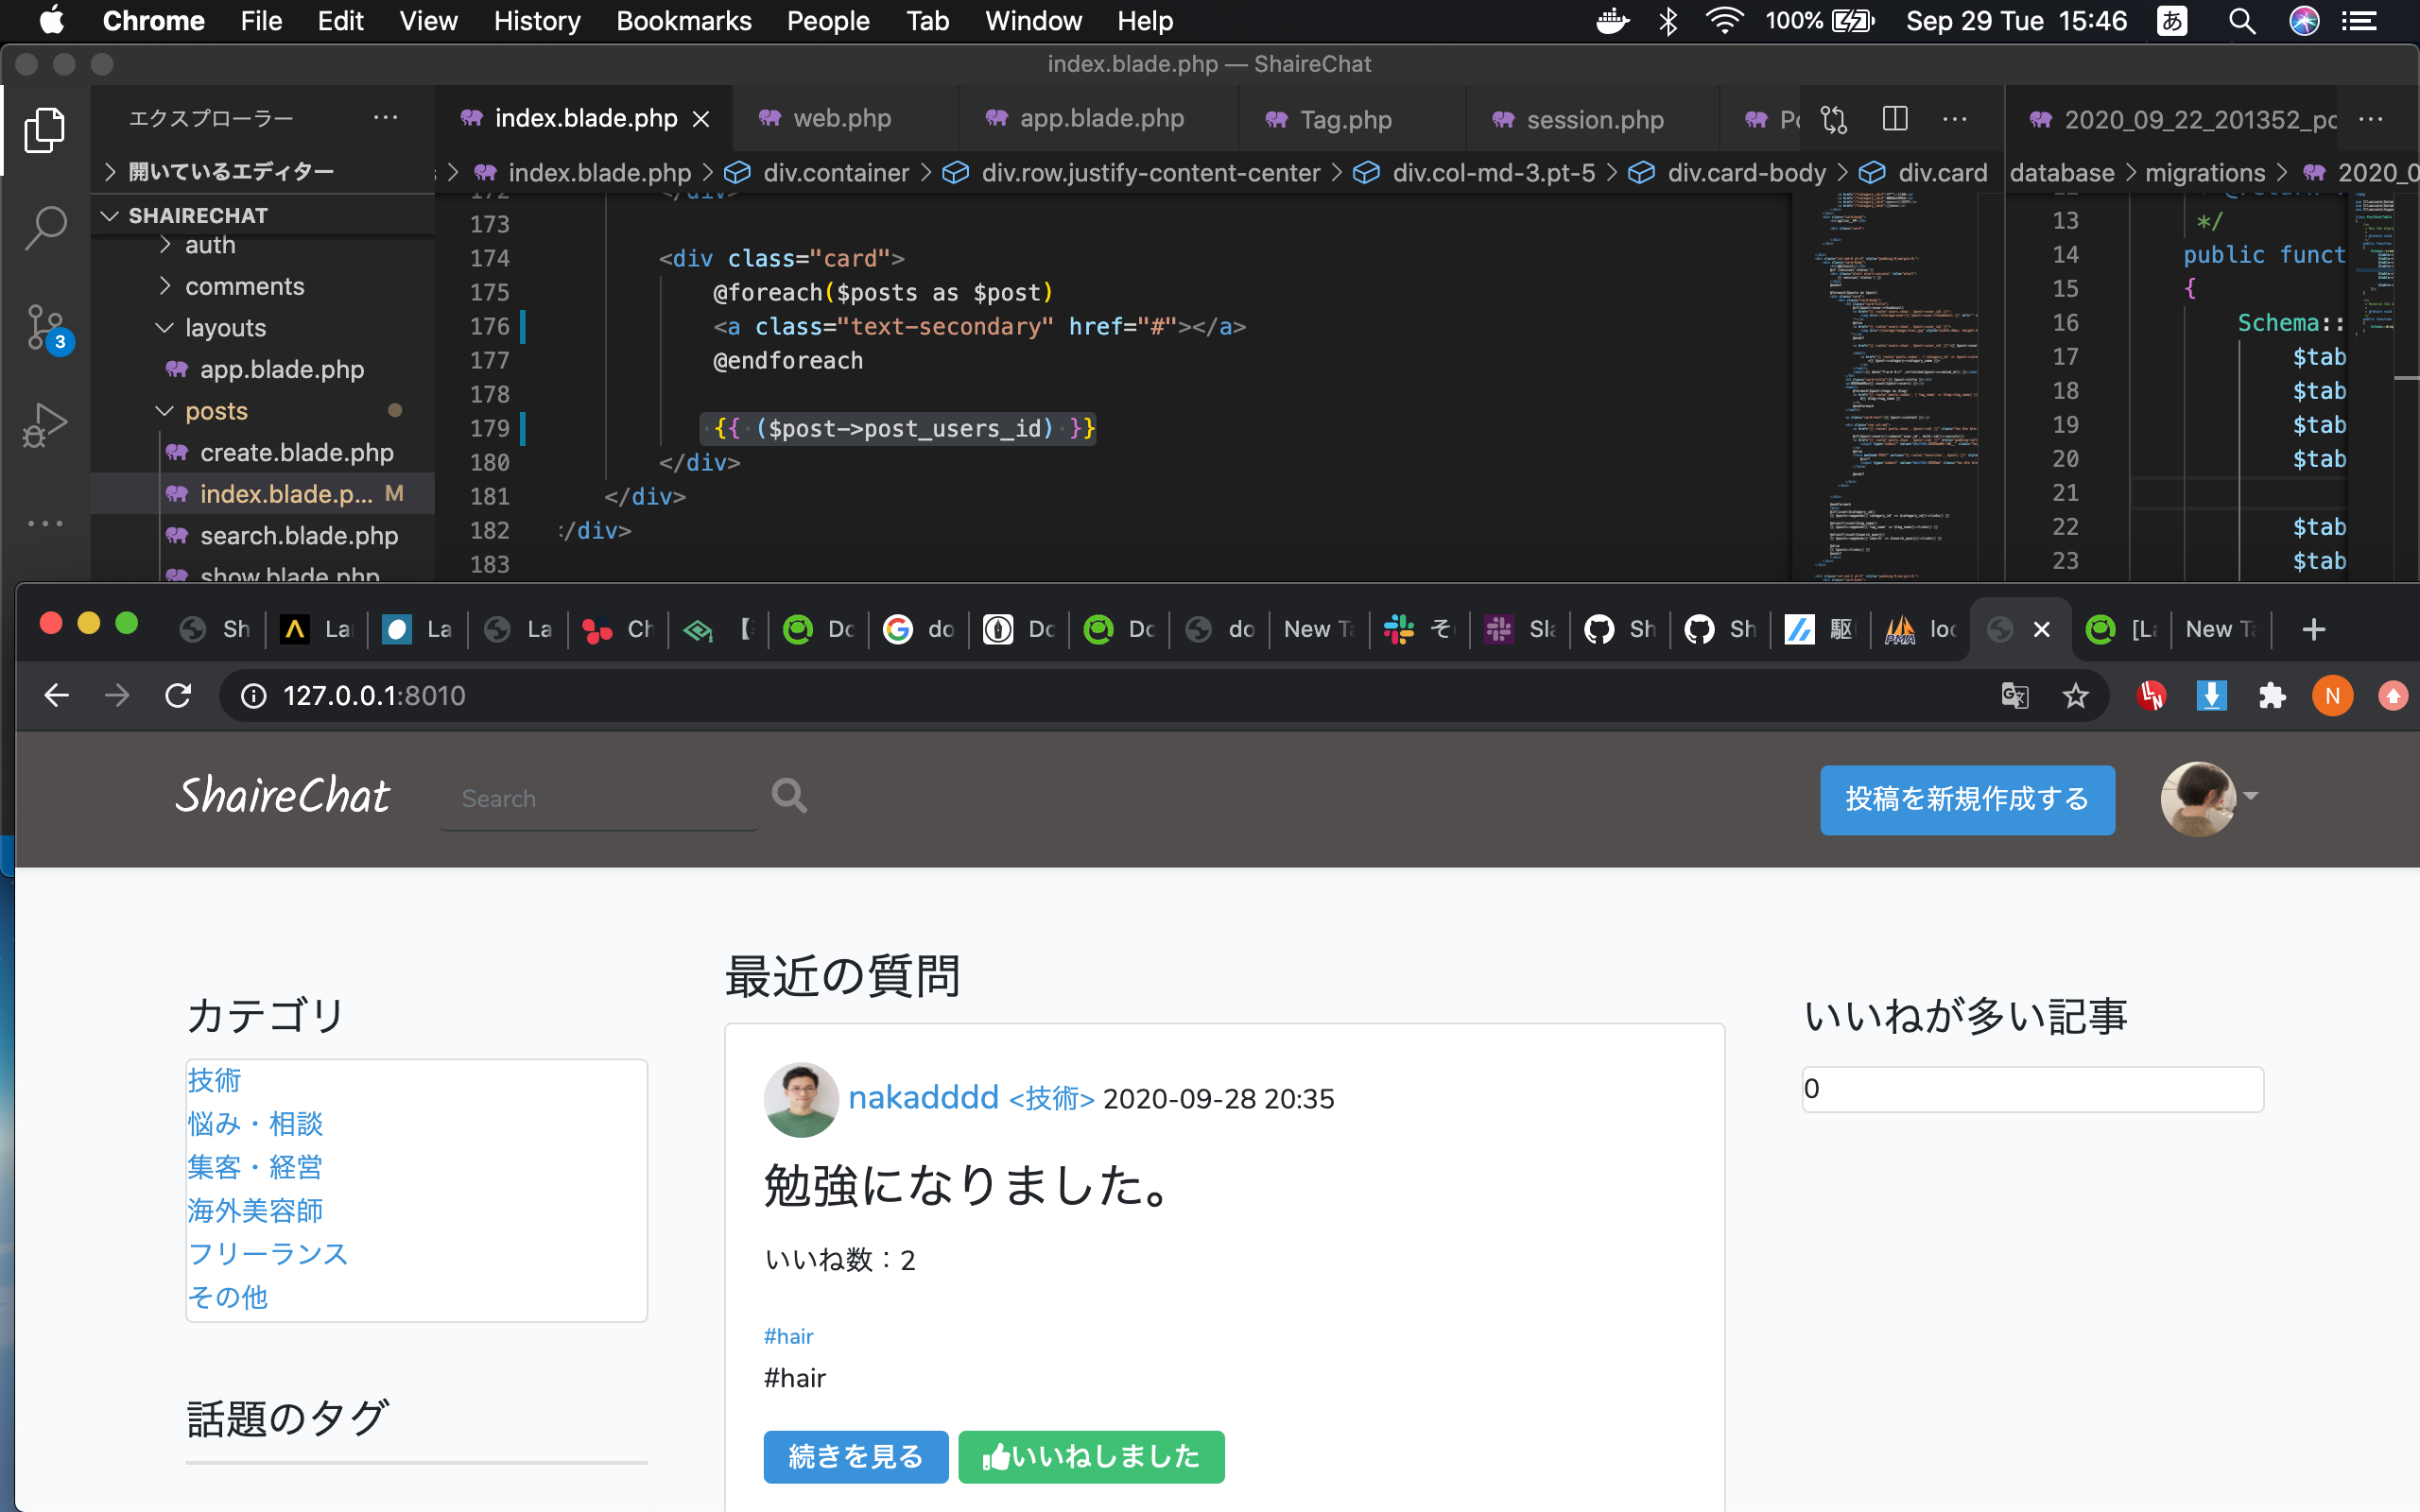 Chrome File Edit View History Bookmarks People Tab Window Help 100% Sep 29 Tue 15:46 あ
index.blade.php — ShaireChat
エクスプローラー
開いているエディター
SHAIRECHAT
auth
comments
layouts
app.blade.php
posts
create.blade.php
index.blade.p... M
search.blade.php
show.blade.php
3
index.blade.php web.php app.blade.php Tag.php session.php
index.blade.php > div.container > div.row.justify-content-center > div.col-md-3.pt-5 > div.card-body > div.card
172 </div>
173
174 <div class="card">
175 @foreach($posts as $post)
176 <a class="text-secondary" href="#"></a>
177 @endforeach
178
179 {{ ($post->post_users_id) }}
180 </div>
181 </div>
182 </div>
183
2020_09_22_201352_po
database > migrations > 2020_0
13 */
14 public funct
15 {
16 Schema::
17 $tab
18 $tab
19 $tab
20 $tab
21
22 $tab
23 $tab
Sh La La La Ch 【 Do do Do Do do New Ta そ Sla Sh Sh 駆 loc [La New Ta
127.0.0.1:8010
N
ShaireChat Search 投稿を新規作成する
カテゴリ
技術
悩み・相談
集客・経営
海外美容師
フリーランス
その他
話題のタグ
最近の質問
nakadddd <技術> 2020-09-28 20:35
勉強になりました。
いいね数：2
#hair
#hair
続きを見る いいねしました
いいねが多い記事
0